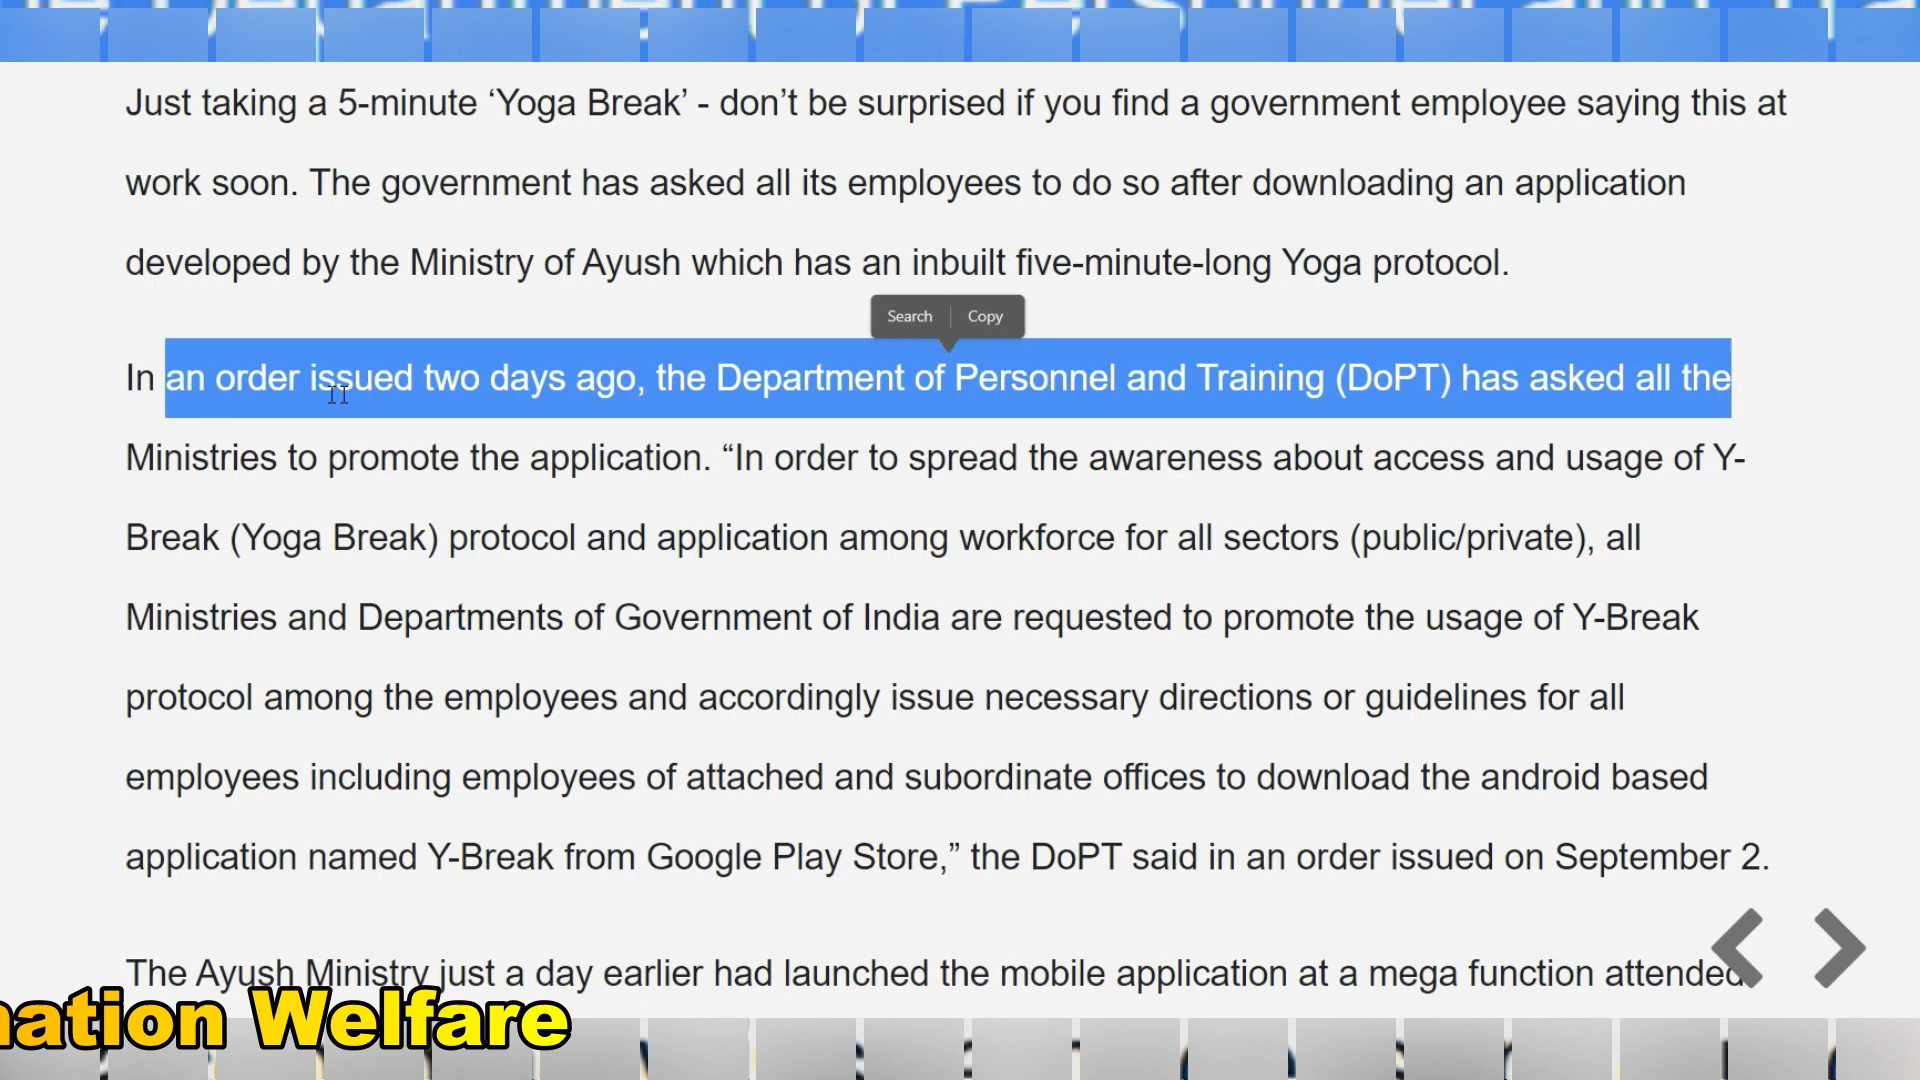 Just taking a 5-minute ‘Yoga Break’ - don’t be surprised if you find a government employee saying this at
work soon. The government has asked all its employees to do so after downloading an application
developed by the Ministry of Ayush which has an inbuilt five-minute-long Yoga protocol.
Search
Copy
In an order issued two days ago, the Department of Personnel and Training (DoPT) has asked all the
Ministries to promote the application. “In order to spread the awareness about access and usage of Y-
Break (Yoga Break) protocol and application among workforce for all sectors (public/private), all
Ministries and Departments of Government of India are requested to promote the usage of Y-Break
protocol among the employees and accordingly issue necessary directions or guidelines for all
employees including employees of attached and subordinate offices to download the android based
application named Y-Break from Google Play Store,” the DoPT said in an order issued on September 2.
The Ayush Ministry just a day earlier had launched the mobile application at a mega function attended
Welfare